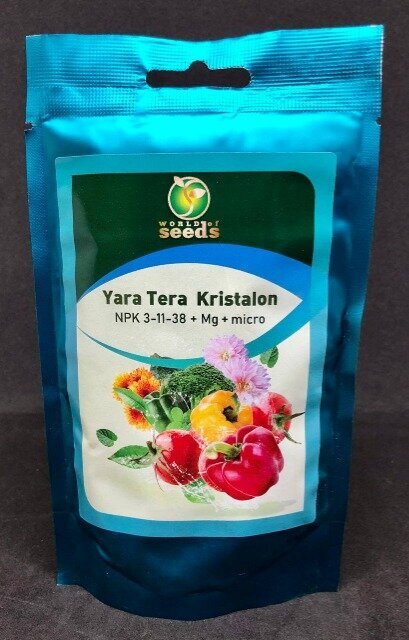 WORLD of
seeds
Yara Tera Kristalon
NPK 3-11-38 + Mg + micro